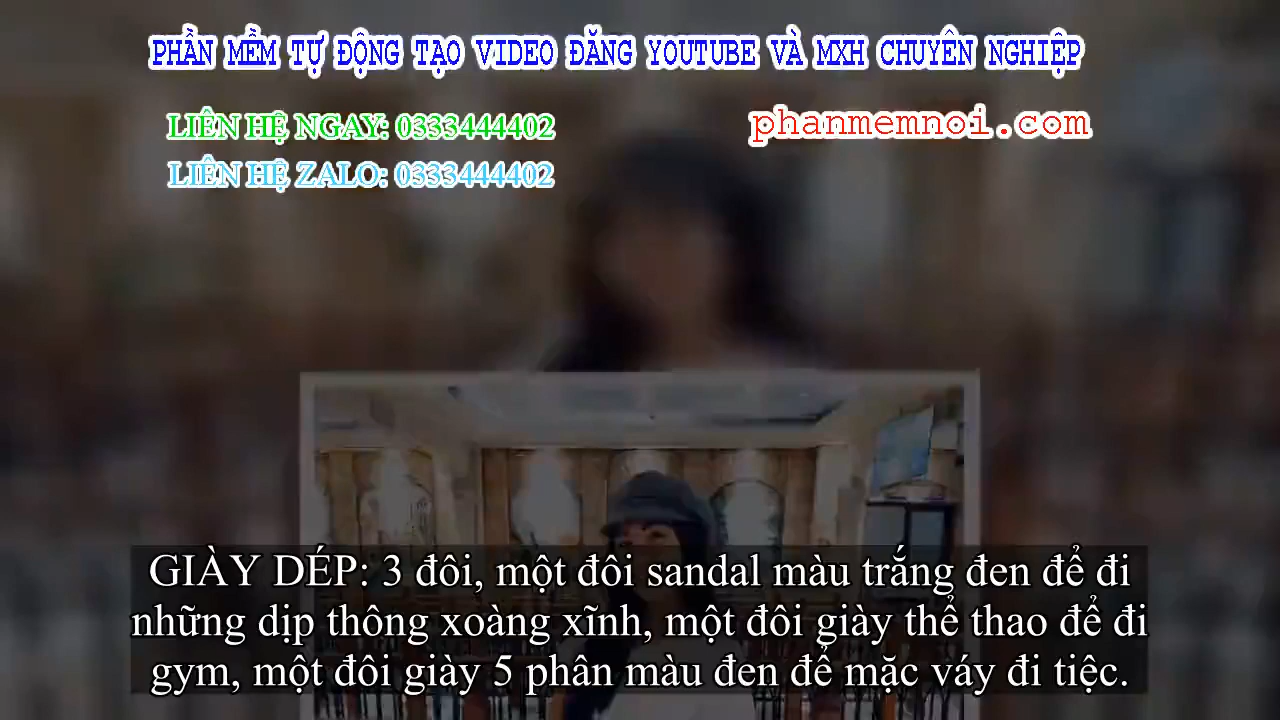 PHẦN MỀM TỰ ĐỘNG TẠO VIDEO ĐĂNG YOUTUBE VÀ MXH CHUYÊN NGHIỆP
LIÊN HỆ NGAY: 0333444402
phanmemnoi.com
LIÊN HỆ ZALO: 0333444402
GIÀY DÉP: 3 đôi, một đôi sandal màu trắng đen để đi
những dịp thông xoàng xĩnh, một đôi giày thể thao để đi
gym, một đôi giày 5 phân màu đen để mặc váy đi tiệc.